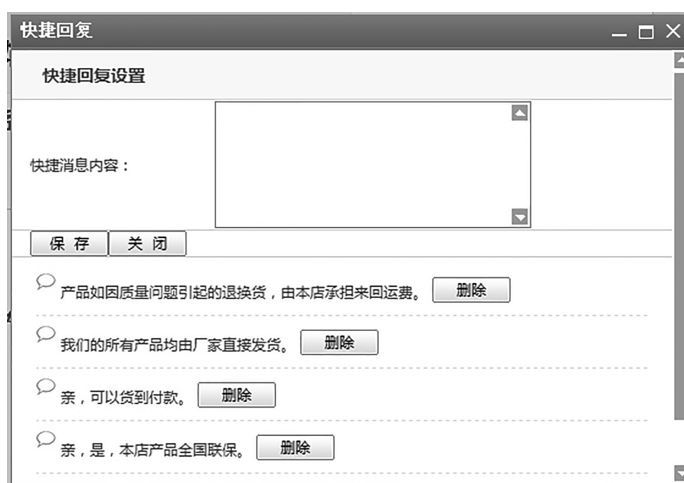 快捷回复
快捷回复设置
快捷消息内容：
保 存 关 闭
产品如因质量问题引起的退换货，由本店承担来回运费。 删除
我们的所有产品均由厂家直接发货。 删除
亲，可以货到付款。 删除
亲，是，本店产品全国联保。 删除